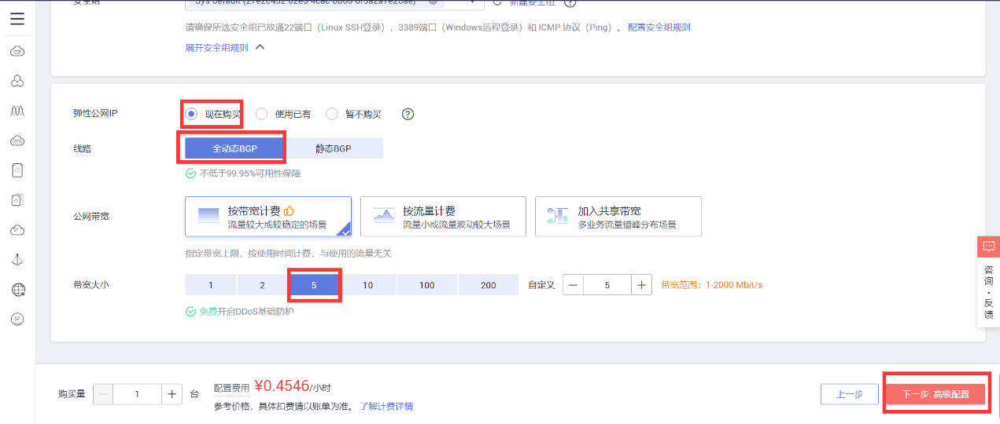 安全组
Sys-default
新建安全组
请确保所选安全组已放通22端口（Linux SSH登录），3389端口（Windows远程登录）和 ICMP 协议（Ping）。 配置安全组规则
展开安全组规则
弹性公网IP 现在购买 使用已有 暂不购买
线路 全动态BGP 静态BGP
不低于99.95%可用性保障
公网带宽
按带宽计费
流量较大或较稳定的场景
按流量计费
流量小或流量波动较大场景
加入共享带宽
多业务流量错峰分布场景
指定带宽上限，按使用时间计费，与使用的流量无关
带宽大小 1 2 5 10 100 200 自定义 — 5 + 带宽范围：1-2000 Mbit/s
免费开启DDoS基础防护
咨询·反馈
购买量 — 1 + 台
配置费用 ¥0.4546/小时
参考价格，具体扣费请以账单为准。 了解计费详情
上一步 下一步: 高级配置
IP